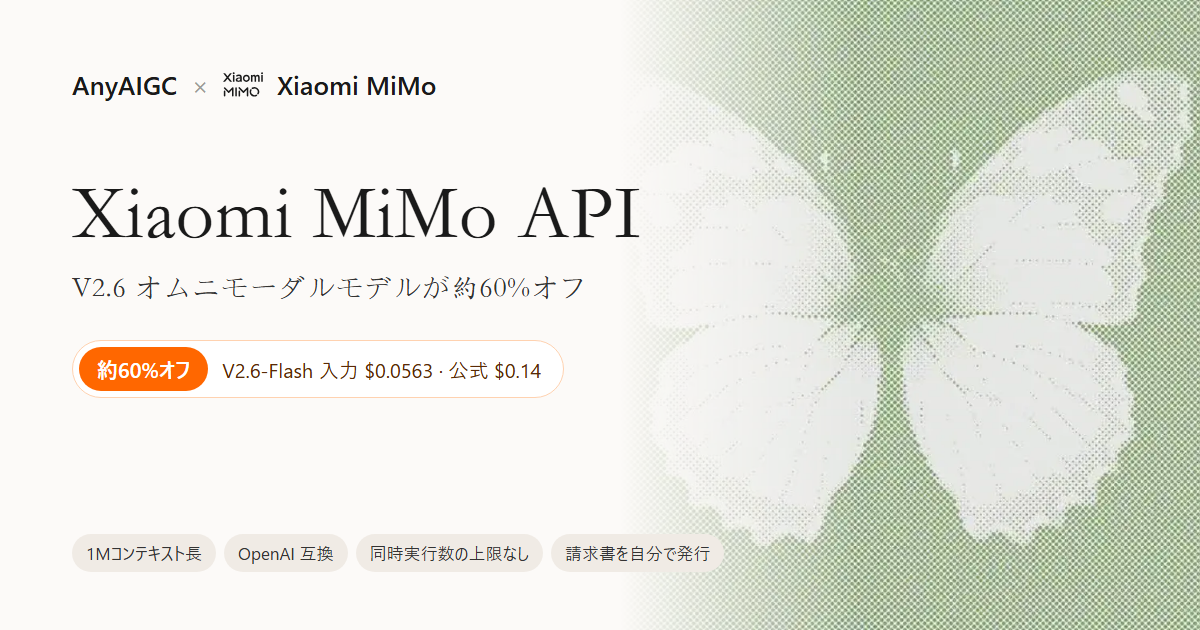 AnyAIGC × Xiaomi MIMO Xiaomi MiMo
Xiaomi MiMo API
V2.6 オムニモーダルモデルが約60%オフ
約60%オフ V2.6-Flash 入力 $0.0563 · 公式 $0.14
1Mコンテキスト長 OpenAI 互換 同時実行数の上限なし 請求書を自分で発行